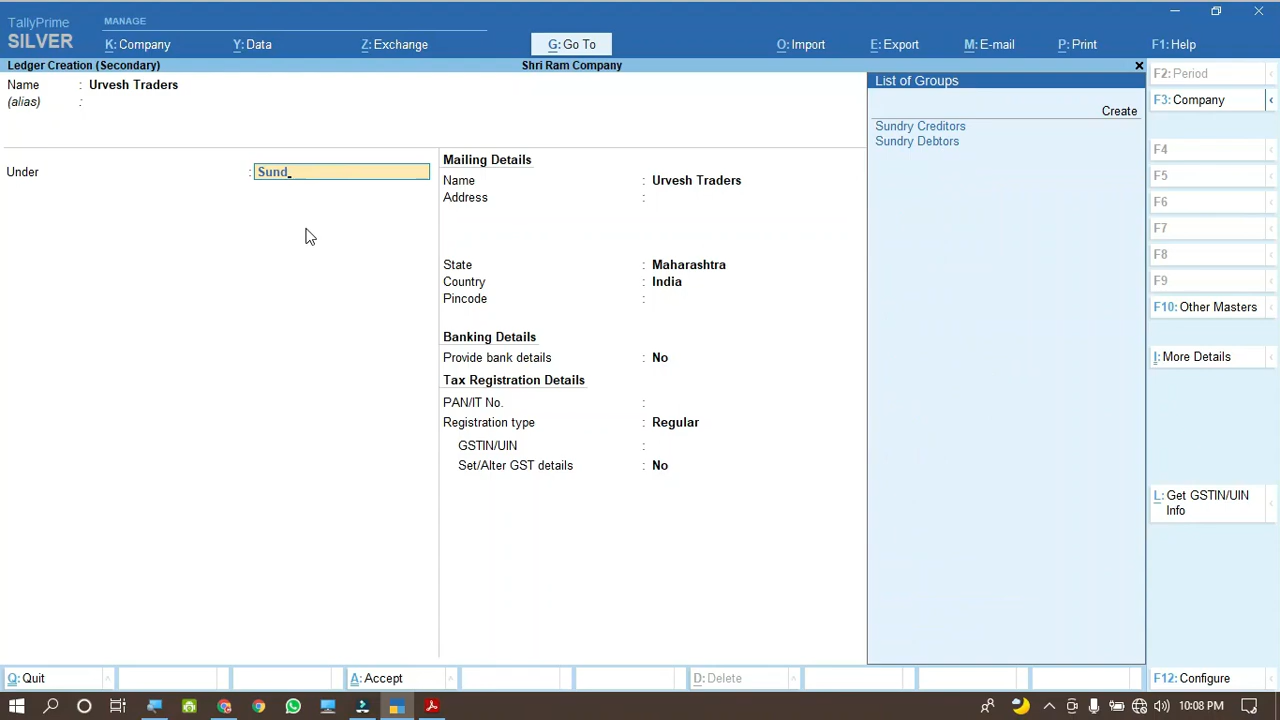 TallyPrime
MANAGE
SILVER
K: Company
Y: Data
Z: Exchange
G: Go To
O: Import
E: Export
M: E-mail
P: Print
F1: Help
Ledger Creation (Secondary)
Shri Ram Company
Name : Urvesh Traders
(alias) :
Under : Sund
Mailing Details
Name : Urvesh Traders
Address :
State : Maharashtra
Country : India
Pincode :
Banking Details
Provide bank details : No
Tax Registration Details
PAN/IT No. :
Registration type : Regular
GSTIN/UIN :
Set/Alter GST details : No
List of Groups
Create
Sundry Creditors
Sundry Debtors
F2: Period
F3: Company
F4
F5
F6
F7
F8
F9
F10: Other Masters
I: More Details
L: Get GSTIN/UIN
Info
Q: Quit
A: Accept
D: Delete
F12: Configure
10:08 PM